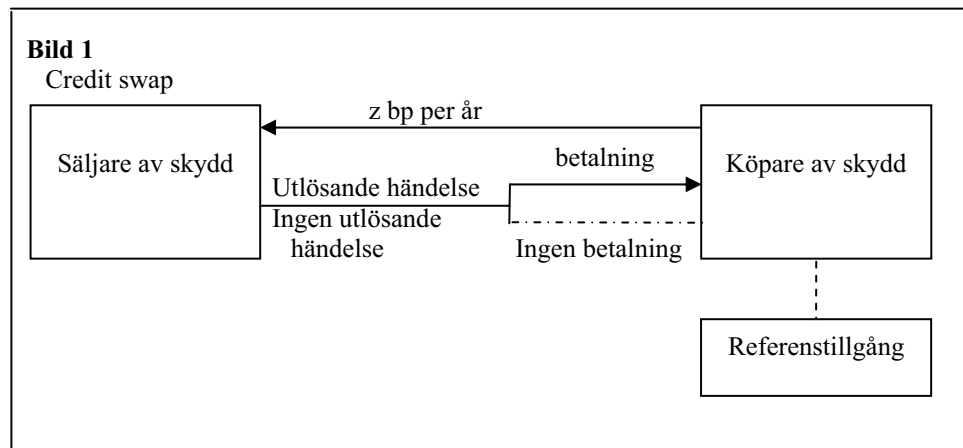 Bild 1
Credit swap
z bp per år
Säljare av skydd
betalning
Köpare av skydd
Utlösande händelse
Ingen utlösande
händelse
Ingen betalning
Referenstillgång